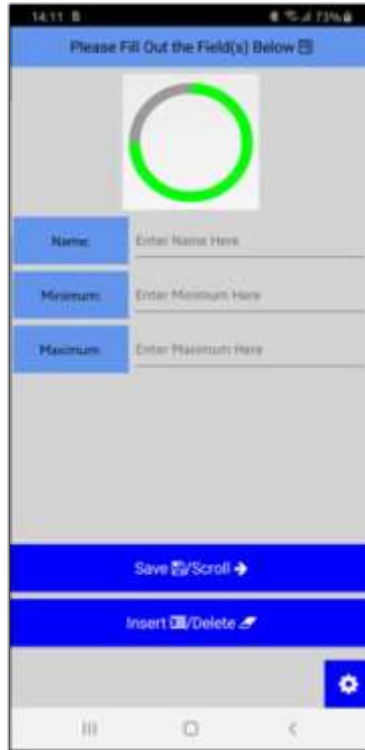 14:11
73%
Please Fill Out the Field(s) Below
Name:
Enter Name Here
Minimum:
Enter Minimum Here
Maximum:
Enter Maximum Here
Save /Scroll
Insert /Delete